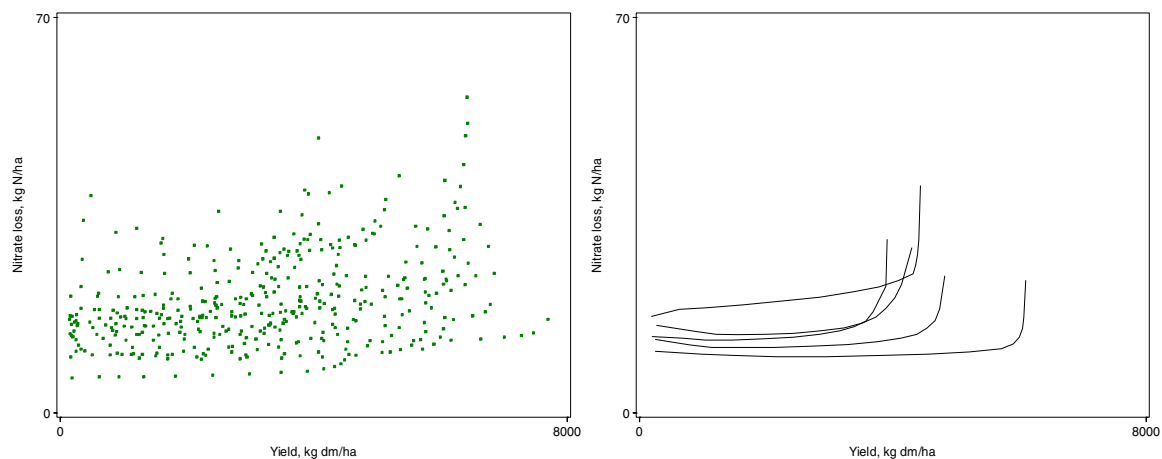 70
Nitrate loss, kg N/ha
0
0
8000
Yield, kg dm/ha
70
Nitrate loss, kg N/ha
0
0
8000
Yield, kg dm/ha